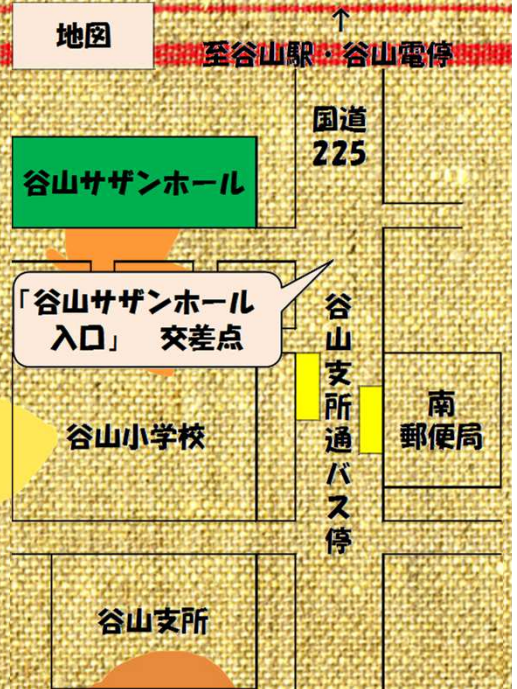 地図
↑
至谷山駅・谷山電停
国道
225
谷山サザンホール
「谷山サザンホール
入口」　交差点
谷山支所通バス停
谷山小学校
南
郵便局
谷山支所